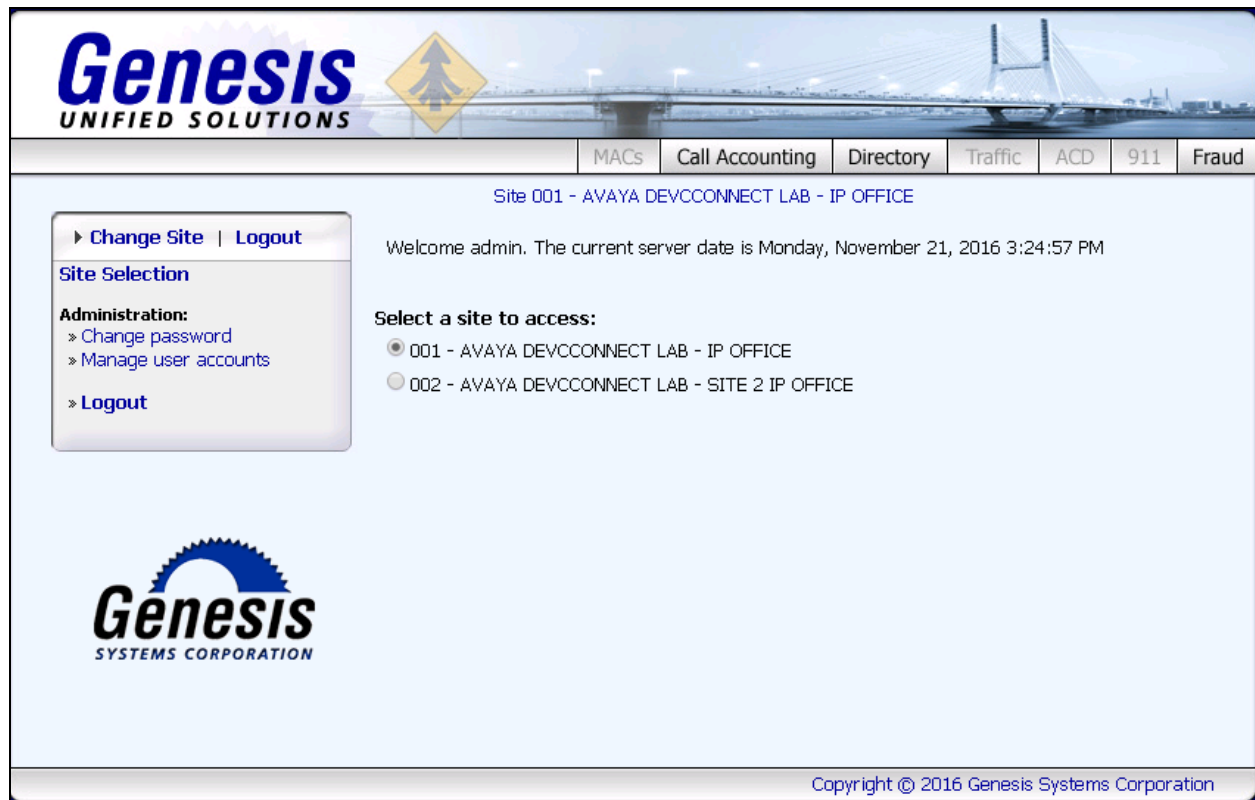 Genesis
UNIFIED SOLUTIONS
MACs
Call Accounting
Directory
Traffic
ACD
911
Fraud
Site 001 - AVAYA DEVCCONNECT LAB - IP OFFICE
Change Site | Logout
Site Selection
Administration:
» Change password
» Manage user accounts
» Logout
Welcome admin. The current server date is Monday, November 21, 2016 3:24:57 PM
Select a site to access:
001 - AVAYA DEVCCONNECT LAB - IP OFFICE
002 - AVAYA DEVCCONNECT LAB - SITE 2 IP OFFICE
Genesis
SYSTEMS CORPORATION
Copyright © 2016 Genesis Systems Corporation